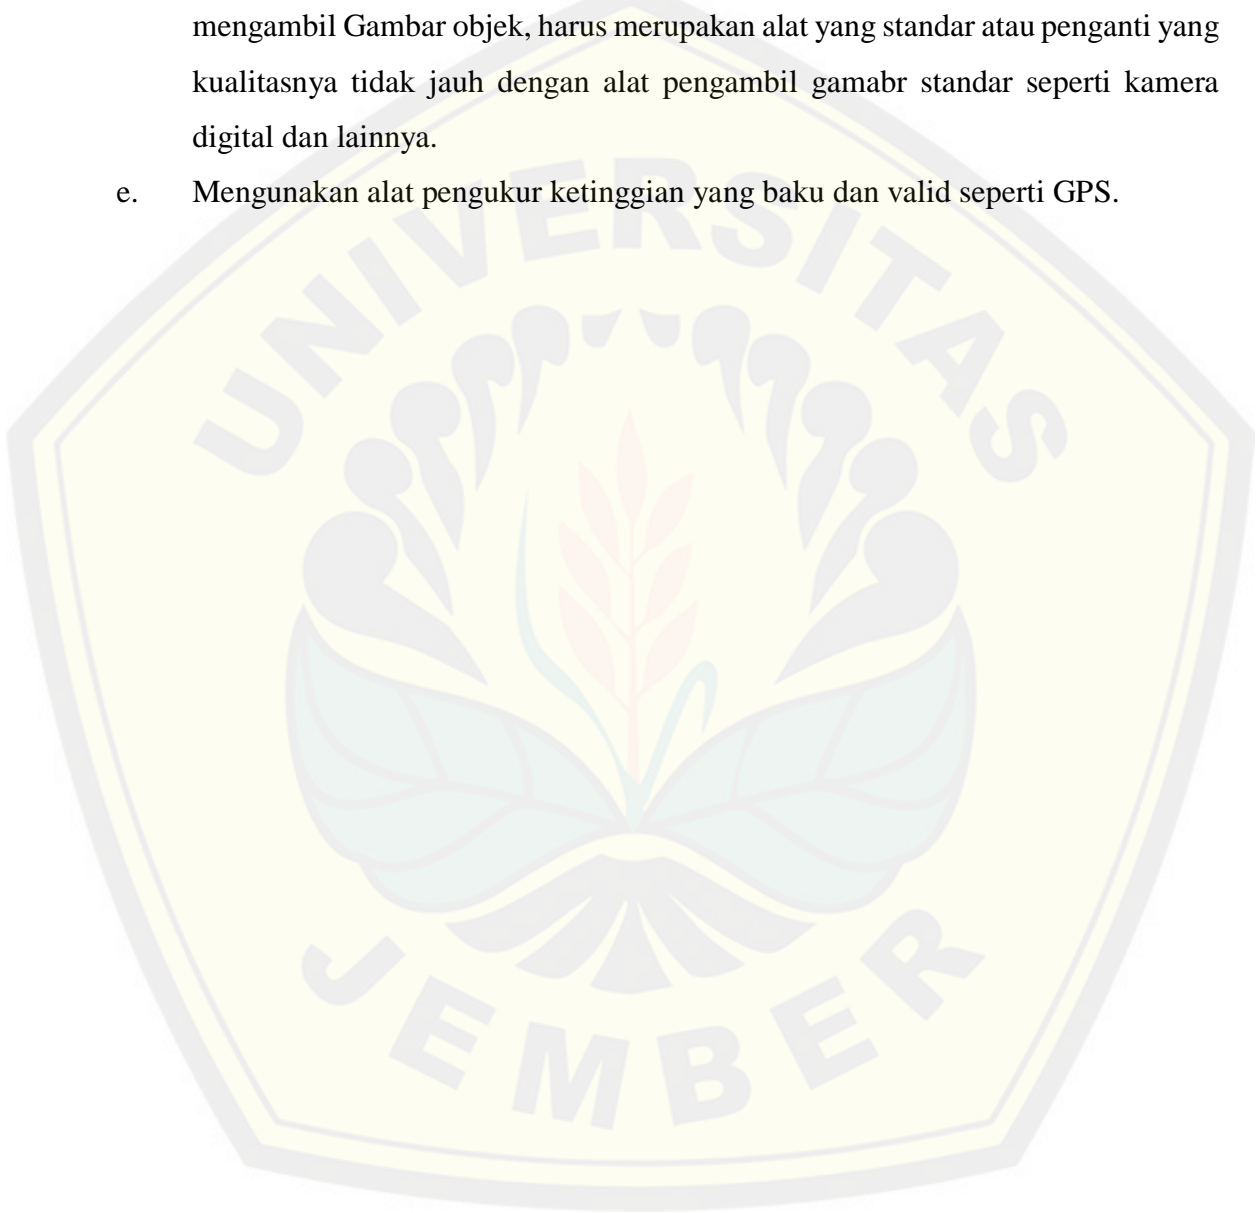 mengambil Gambar objek, harus merupakan alat yang standar atau penganti yang
kualitasnya tidak jauh dengan alat pengambil gamabr standar seperti kamera
digital dan lainnya.
e. Mengunakan alat pengukur ketinggian yang baku dan valid seperti GPS.
UNIVERSITAS
JEMBER